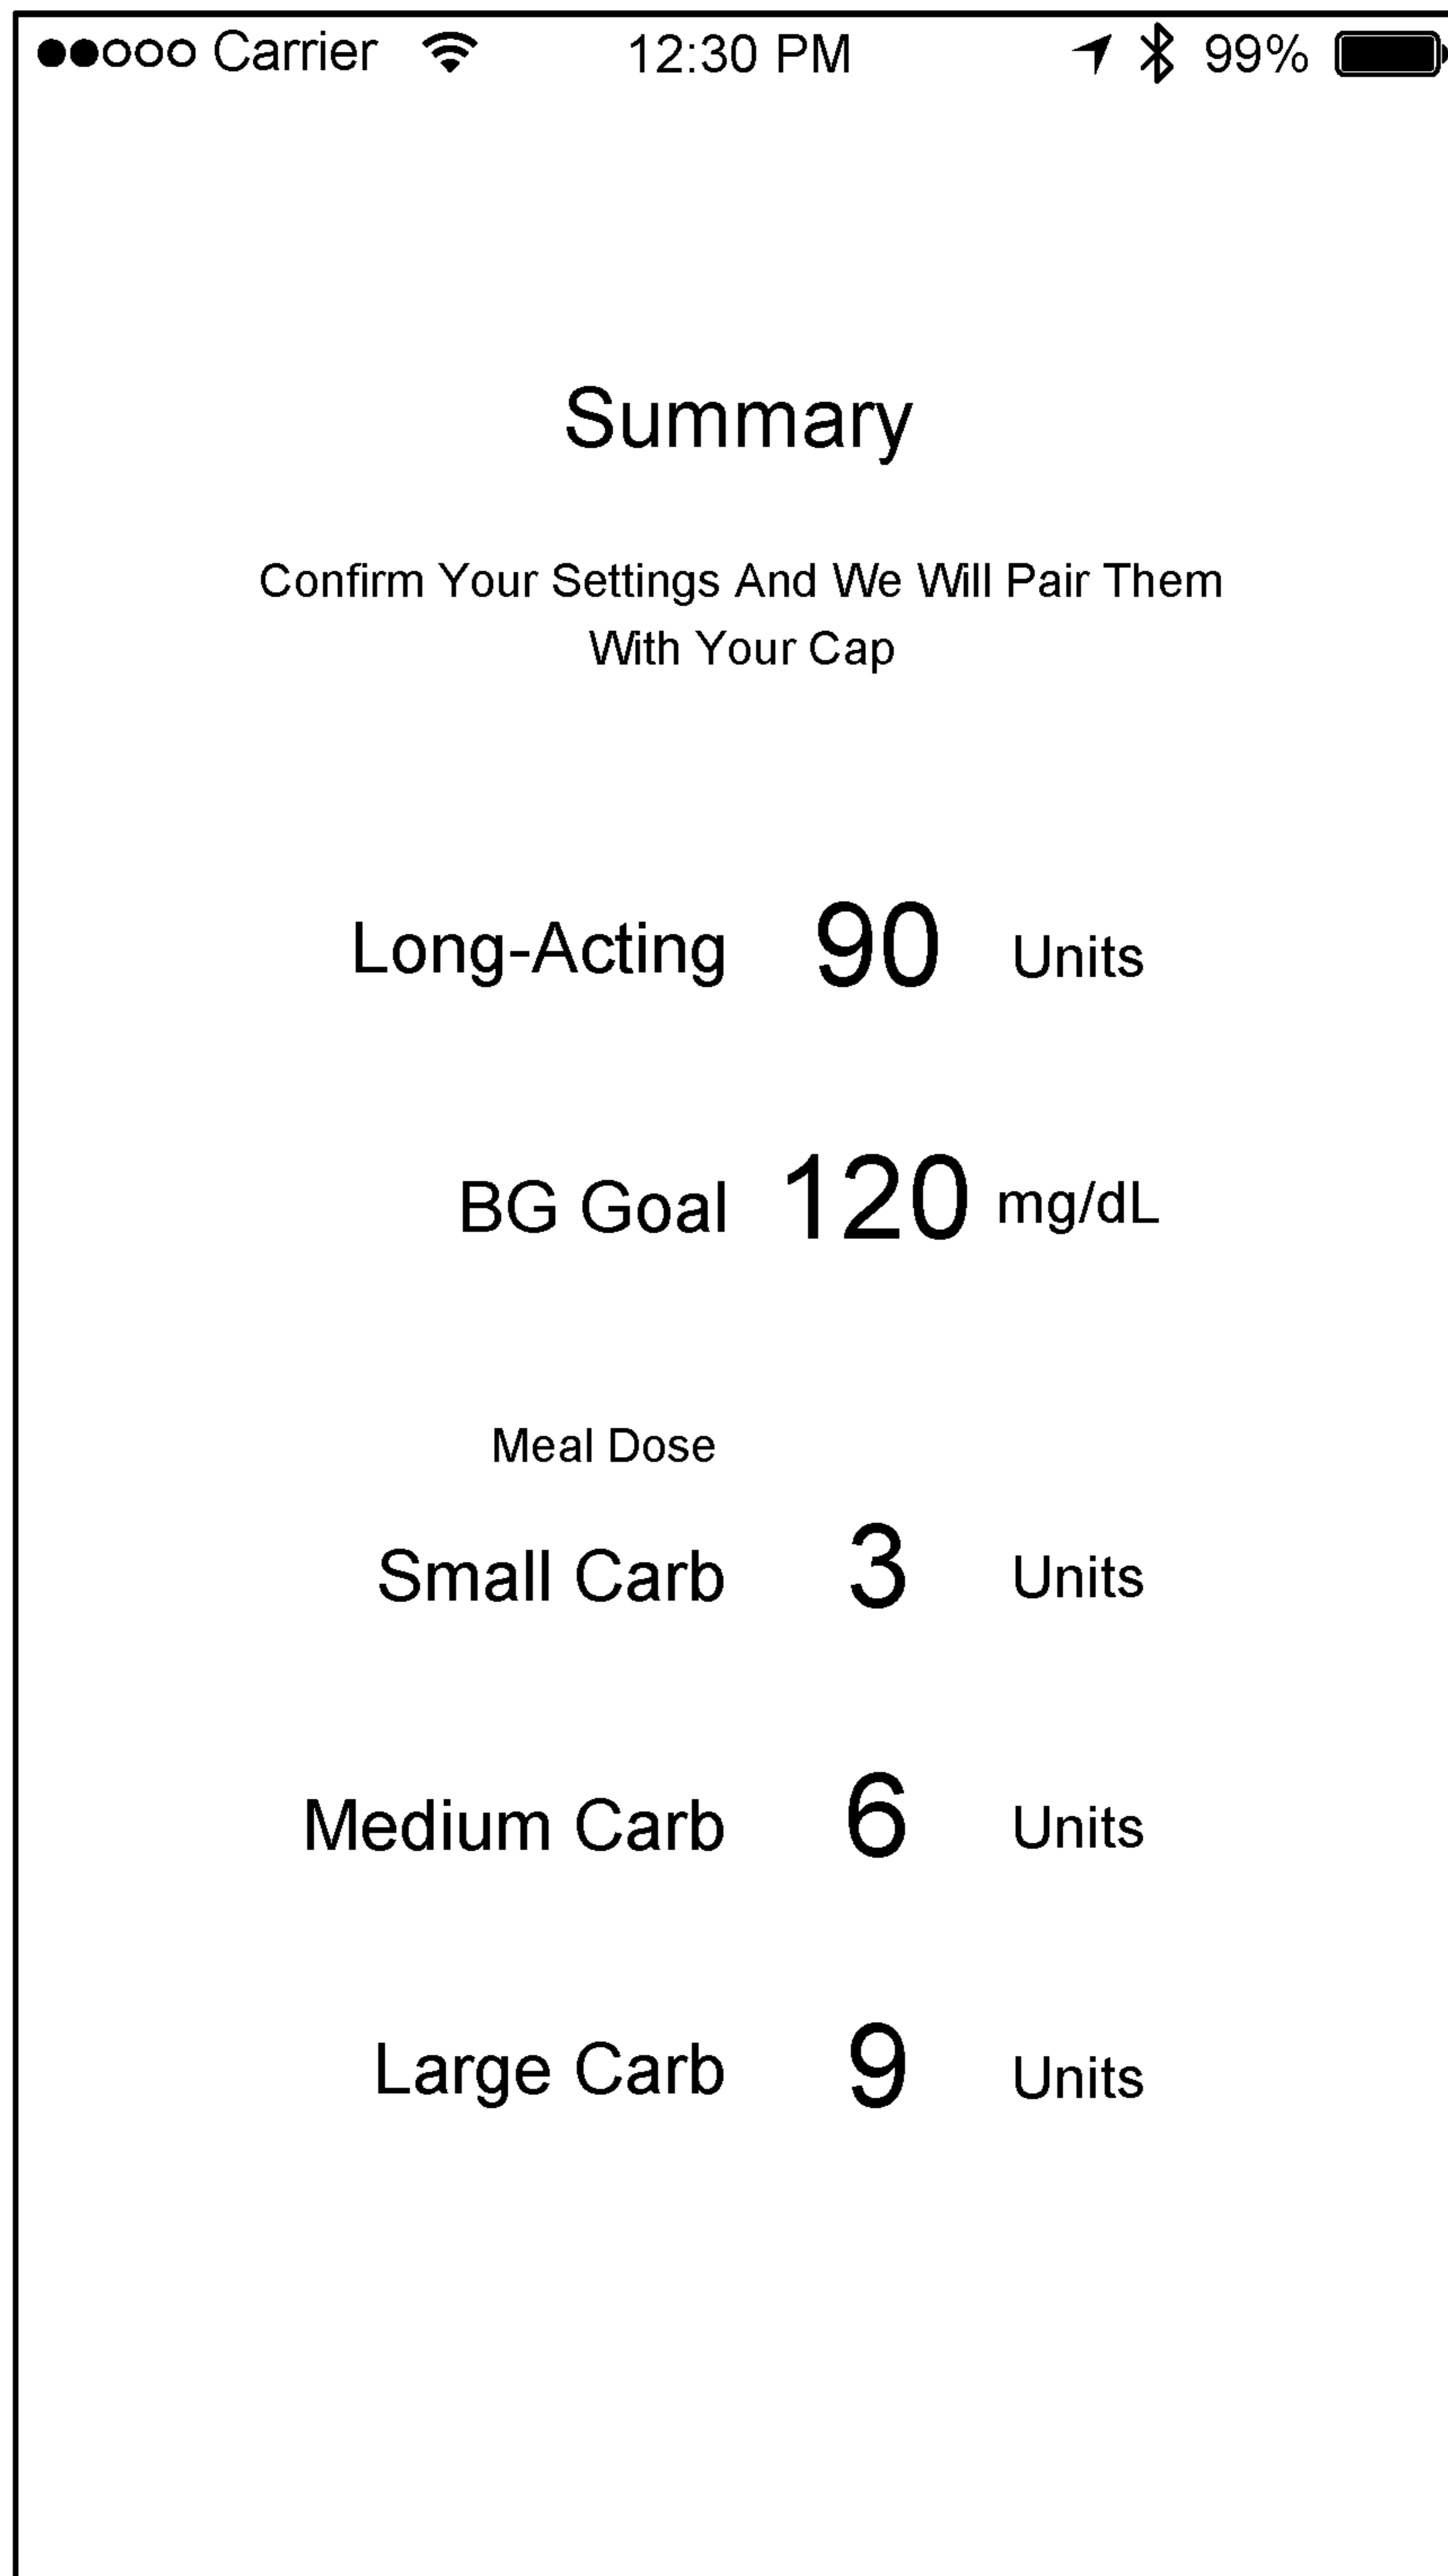 Carrier 12:30 PM 99%
Summary
Confirm Your Settings And We Will Pair Them
With Your Cap
Long-Acting 90 Units
BG Goal 120 mg/dL
Meal Dose
Small Carb 3 Units
Medium Carb 6 Units
Large Carb 9 Units